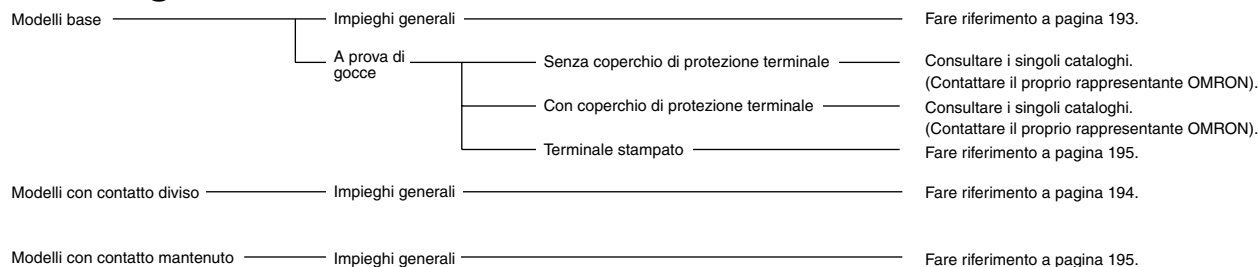 Modelli base
Impieghi generali
Fare riferimento a pagina 193.
A prova di
gocce
Senza coperchio di protezione terminale
Consultare i singoli cataloghi.
(Contattare il proprio rappresentante OMRON).
Con coperchio di protezione terminale
Consultare i singoli cataloghi.
(Contattare il proprio rappresentante OMRON).
Terminale stampato
Fare riferimento a pagina 195.
Modelli con contatto diviso
Impieghi generali
Fare riferimento a pagina 194.
Modelli con contatto mantenuto
Impieghi generali
Fare riferimento a pagina 195.